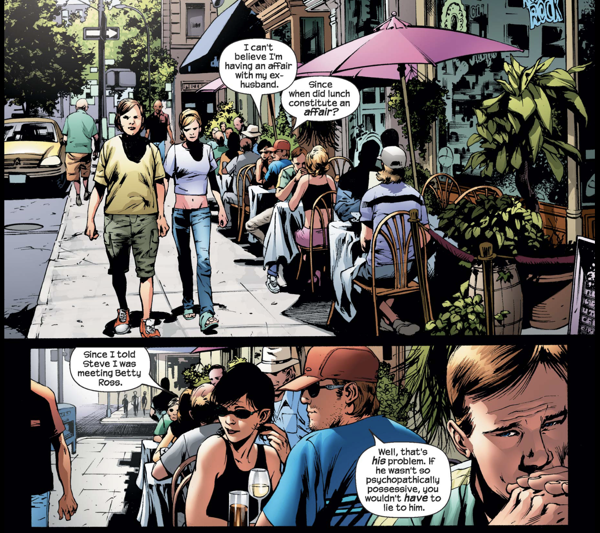 I can't
believe I'm
having an affair
with my ex-
husband.
Since
when did lunch
constitute an
affair?
Since I told
Steve I was
meeting Betty
Ross.
Well, that's
his problem. If
he wasn't so
psychopathically
possessive, you
wouldn't have to
lie to him.